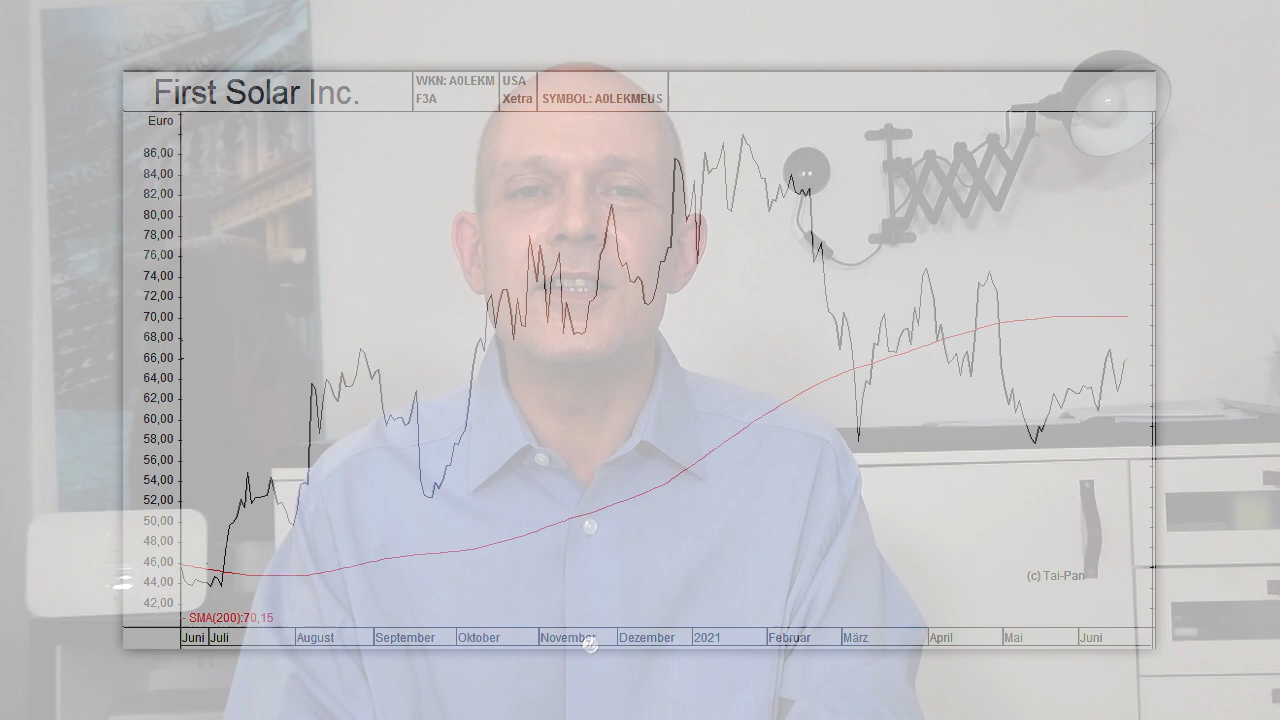 First Solar Inc.
WKN: A0LEKM
USA
F3A
Xetra
SYMBOL: A0LEKMEUS
Euro
86,00
84,00
82,00
80,00
78,00
76,00
74,00
72,00
70,00
68,00
66,00
64,00
62,00
60,00
58,00
56,00
54,00
52,00
50,00
48,00
46,00
44,00
42,00
(c) Tai-Pan
- SMA(200):70,15
Juni Juli August September Oktober November Dezember 2021 Februar März April Mai Juni